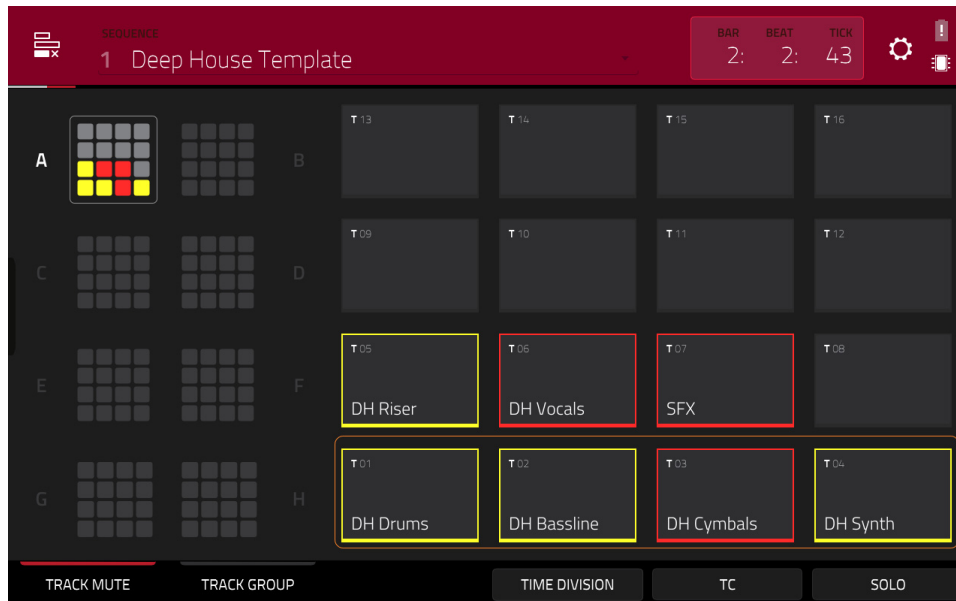 SEQUENCE
1 Deep House Template
BAR BEAT TICK
2: 2: 43
!
A
B
C
D
E
F
G
H
T 13
T 14
T 15
T 16
T 09
T 10
T 11
T 12
T 05
T 06
T 07
T 08
DH Riser
DH Vocals
SFX
T 01
T 02
T 03
T 04
DH Drums
DH Bassline
DH Cymbals
DH Synth
TRACK MUTE
TRACK GROUP
TIME DIVISION
TC
SOLO